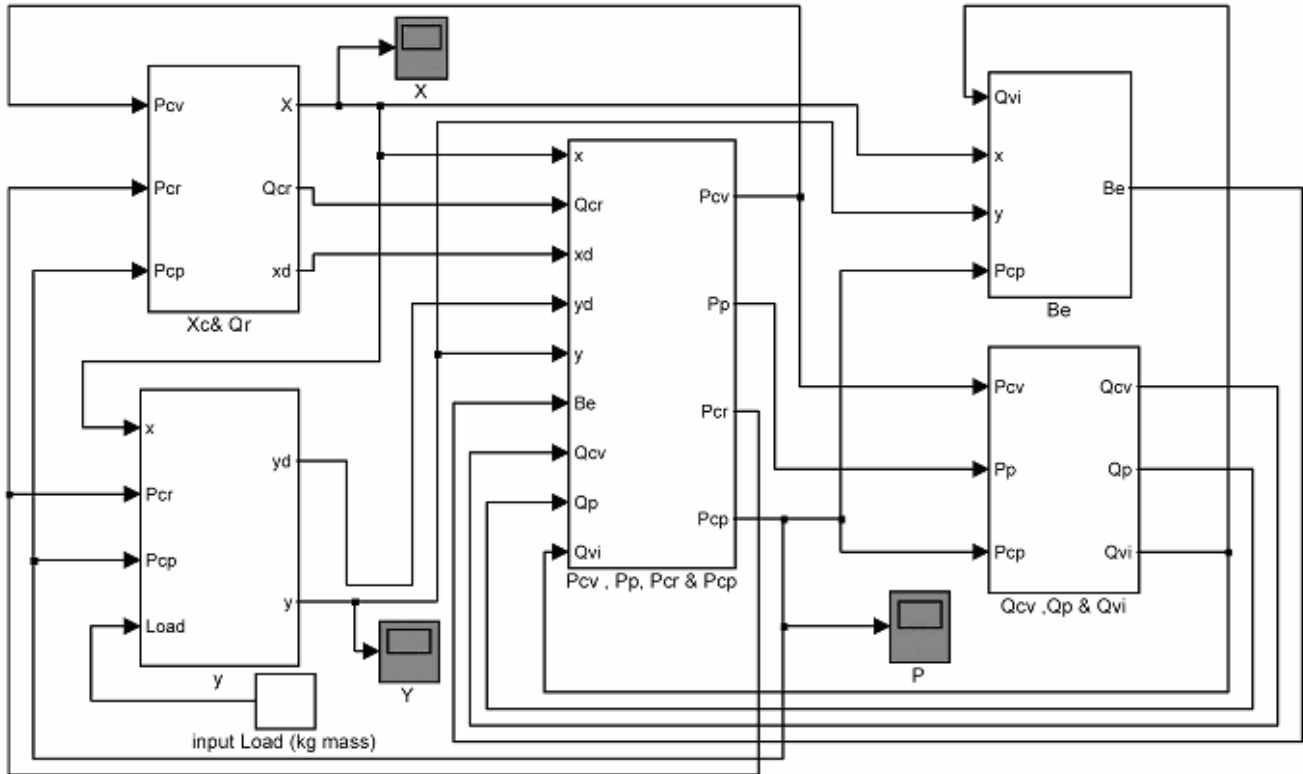 Pcv
Pcr
Pcp
X
Qcr
xd
Xc& Qr
X
x
Qcr
xd
yd
y
Be
Qcv
Qp
Qvi
Pcv
Pp
Pcr
Pcp
Pcv , Pp, Pcr & Pcp
Qvi
x
y
Pcp
Be
Be
Pcv
Pp
Pcp
Qcv
Qp
Qvi
Qcv ,Qp & Qvi
x
Pcr
Pcp
Load
yd
y
y
input Load (kg mass)
Y
P